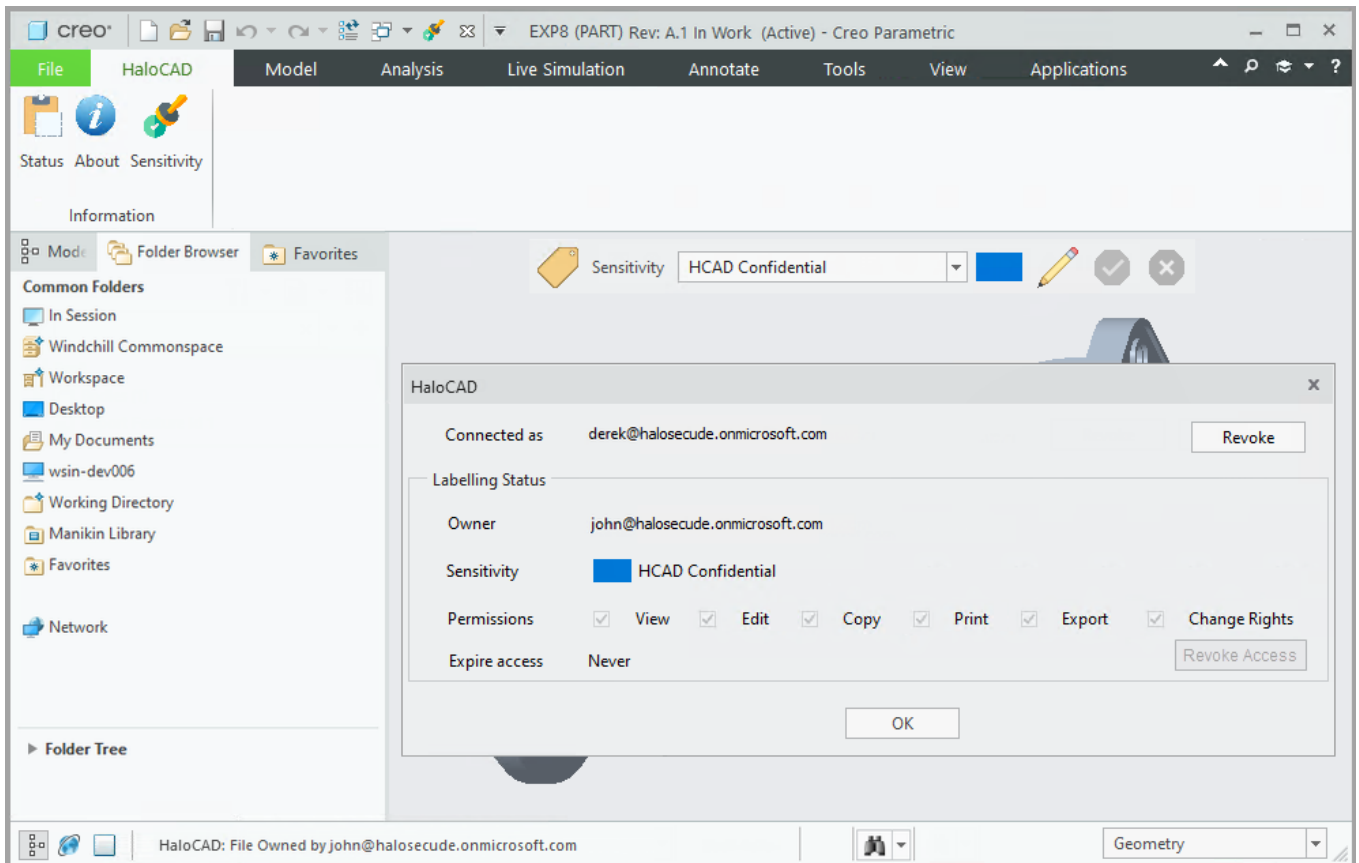 creo° EXP8 (PART) Rev: A.1 In Work (Active) - Creo Parametric
File HaloCAD Model Analysis Live Simulation Annotate Tools View Applications ?
Status About Sensitivity
Information
Folder Browser Favorites
Common Folders
In Session
Windchill Commonspace
Workspace
Desktop
My Documents
wsin-dev006
Working Directory
Manikin Library
Favorites
Network
Folder Tree
Sensitivity HCAD Confidential
HaloCAD
Connected as derek@halosecude.onmicrosoft.com Revoke
Labelling Status
Owner john@halosecude.onmicrosoft.com
Sensitivity HCAD Confidential
Permissions View Edit Copy Print Export Change Rights
Expire access Never Revoke Access
OK
HaloCAD: File Owned by john@halosecude.onmicrosoft.com Geometry